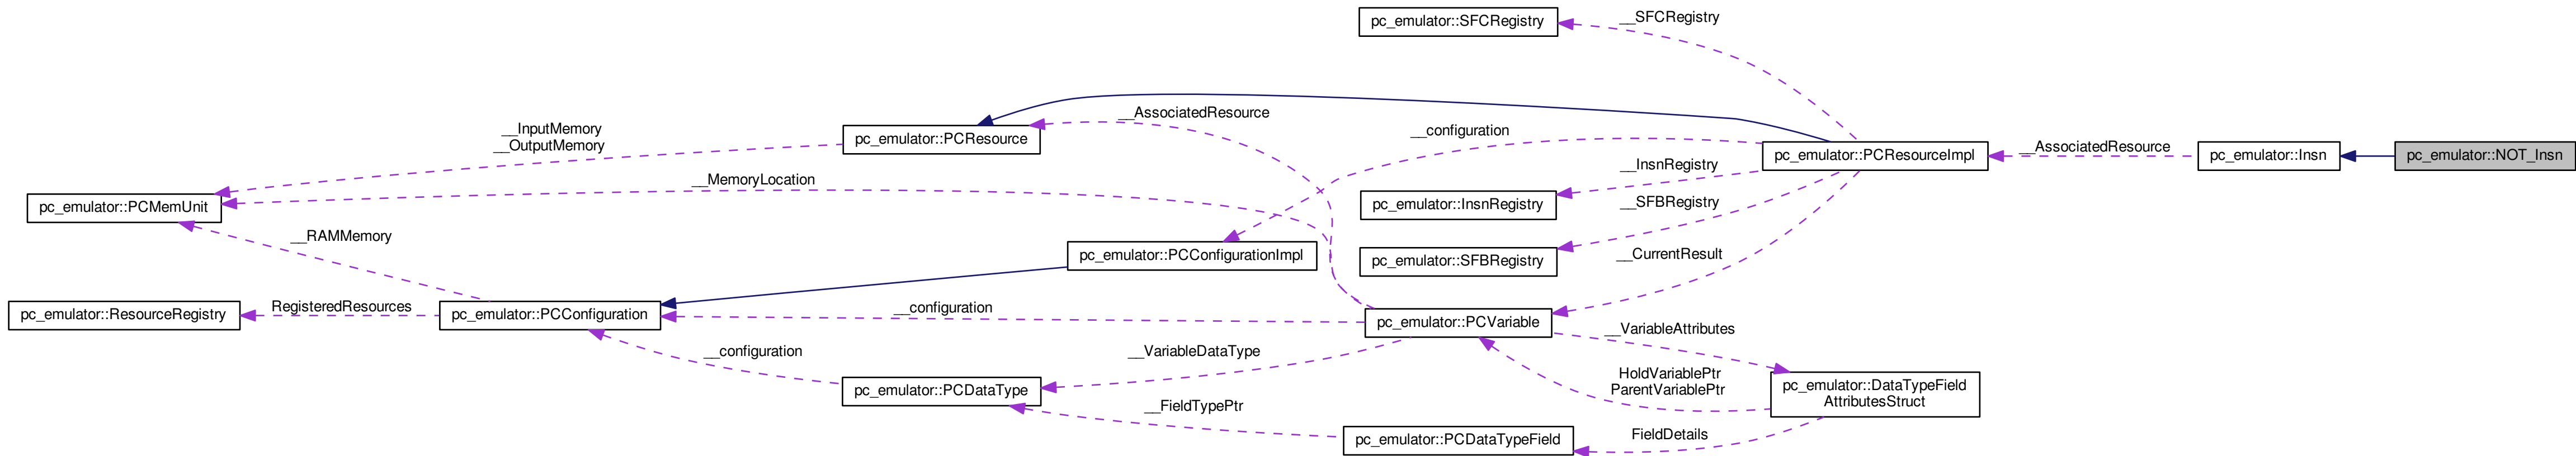 pc_emulator::SFCRegistry
__SFCRegistry
__AssociatedResource
__InputMemory
__OutputMemory
pc_emulator::PCResource
__configuration
pc_emulator::PCResourceImpl
__AssociatedResource
pc_emulator::Insn
pc_emulator::NOT_Insn
__InsnRegistry
__MemoryLocation
pc_emulator::PCMemUnit
pc_emulator::InsnRegistry
__SFBRegistry
__RAMMemory
pc_emulator::PCConfigurationImpl
pc_emulator::SFBRegistry
__CurrentResult
pc_emulator::ResourceRegistry
RegisteredResources
pc_emulator::PCConfiguration
__configuration
pc_emulator::PCVariable
__VariableAttributes
__configuration
__VariableDataType
HoldVariablePtr
ParentVariablePtr
pc_emulator::DataTypeField
AttributesStruct
pc_emulator::PCDataType
__FieldTypePtr
pc_emulator::PCDataTypeField
FieldDetails